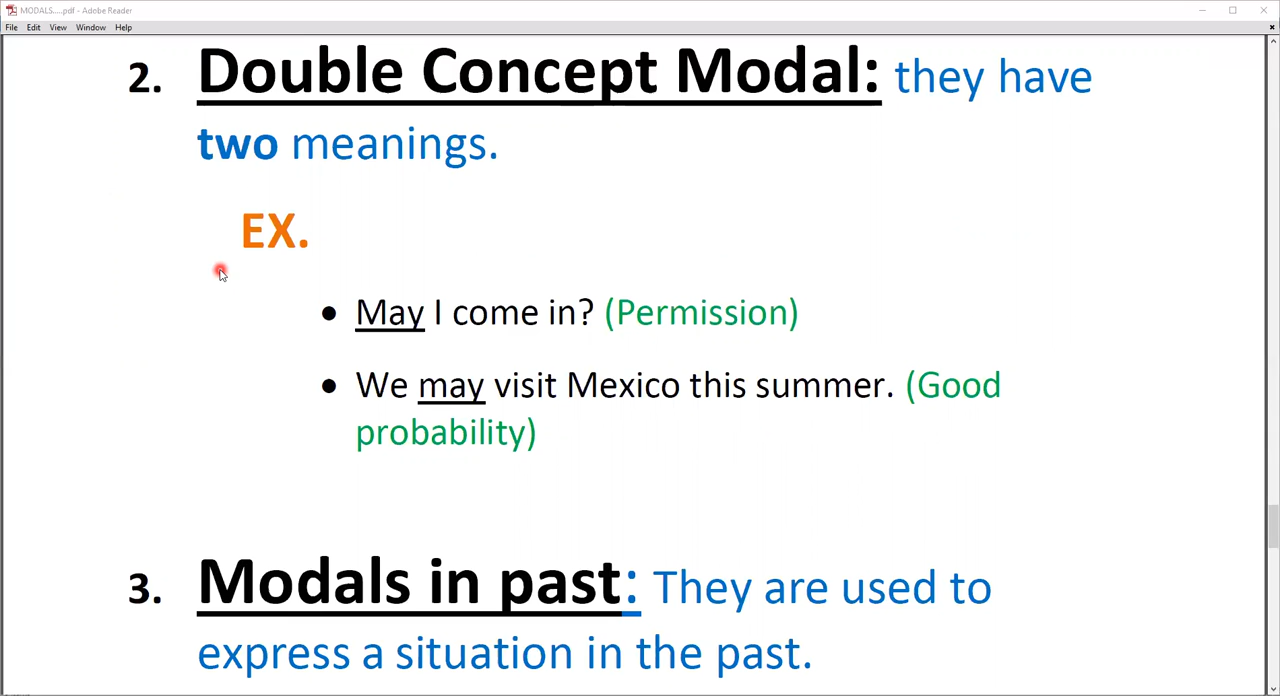 MODALS.....pdf - Adobe Reader
File Edit View Window Help
2. Double Concept Modal: they have
two meanings.
EX.
• May I come in? (Permission)
• We may visit Mexico this summer. (Good
probability)
3. Modals in past: They are used to
express a situation in the past.